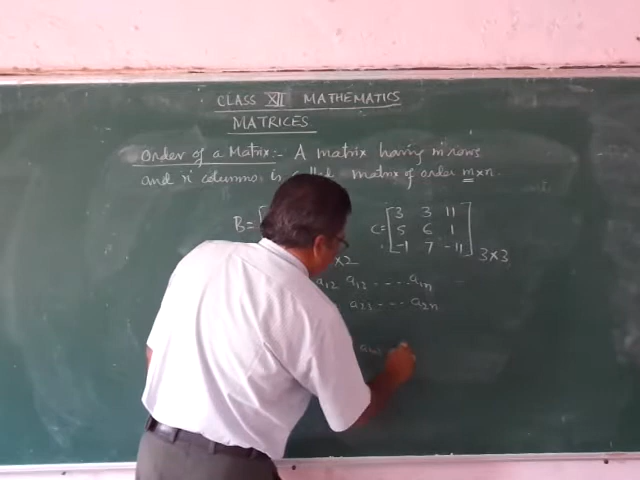 CLASS XII MATHEMATICS
MATRICES
Order of a Matrix:- A matrix having m rows
and n columns is called matrix of order m×n.
B=[ C= [ 3 3 11
5 6 1
-1 7 -11 ] 3×3
×2
a12 a13 .... a1n
a23 .... a2n